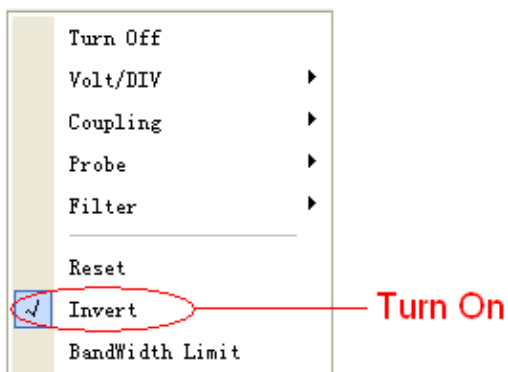 Turn Off
Volt/DIV
Coupling
Probe
Filter
Reset
Invert
Turn On
BandWidth Limit